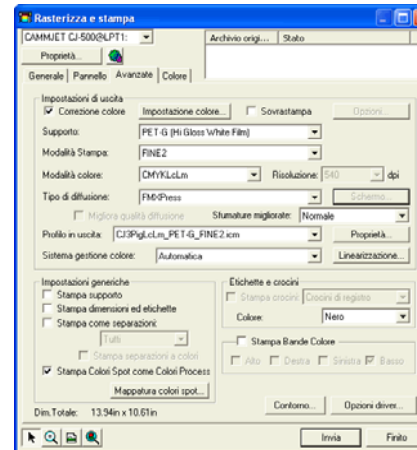 Rasterizza e stampa
CAMMJET CJ-500@LPT1:
Archivio origi... Stato
Proprietà...
Generale Pannello Avanzate Colore
Impostazioni di uscita
Correzione colore Impostazione colore... Sovrastampa Opzioni...
Supporto: PET-G (Hi Gloss White Film)
Modalità Stampa: FINE2
Modalità colore: CMYKLcLm Risoluzione: 540 dpi
Tipo di diffusione: FMXPress Schermo...
Migliora qualità diffusione Sfumature migliorate: Normale
Profilo in uscita: CJ3PigLcLm_PET-G_FINE2.icm Proprietà...
Sistema gestione colore: Automatica Linearizzazione...
Impostazioni generiche
Stampa supporto
Stampa dimensioni ed etichette
Stampa come separazioni:
Tutti
Stampa separazioni a colori
Stampa Colori Spot come Colori Process
Mappatura colori spot...
Etichette e crocini
Stampa crocini Crocini di registro
Colore: Nero
Stampa Bande Colore
Alto Destra Sinistra Basso
Dim.Totale: 13.94in x 10.61in
Contorno... Opzioni driver...
Invia Finito